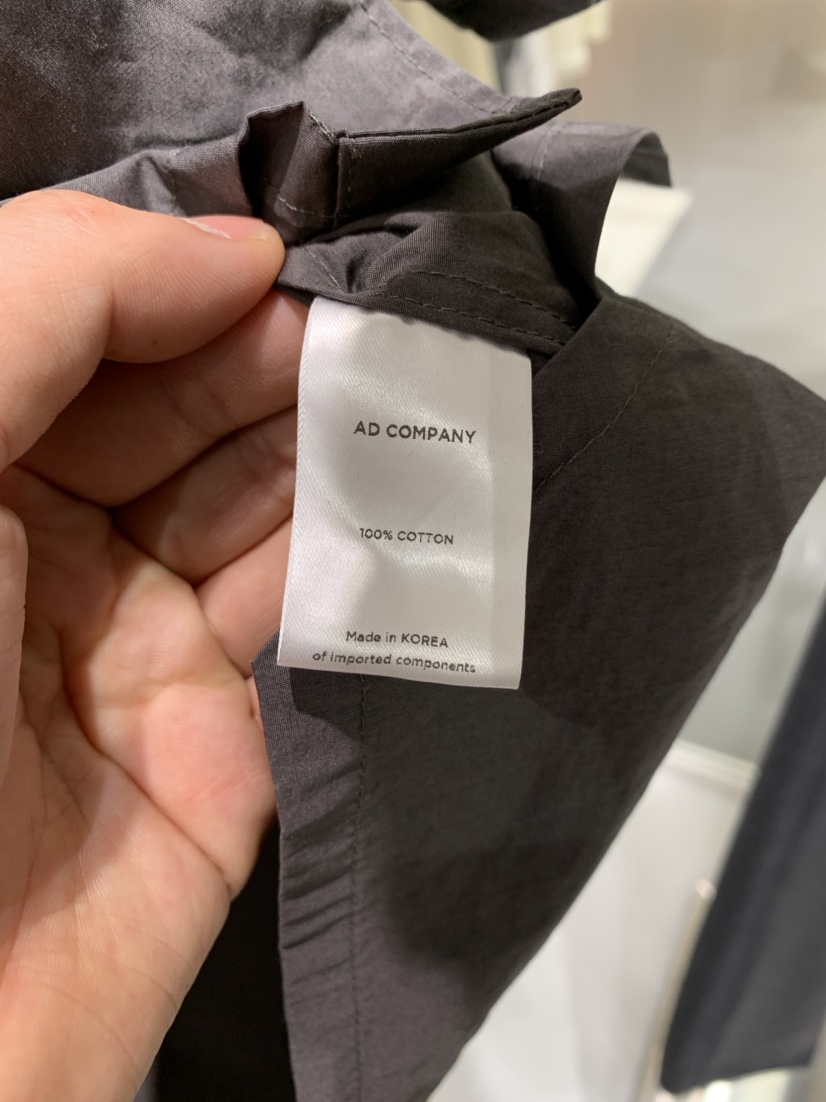 AD COMPANY
100% COTTON
Made in KOREA
of imported components